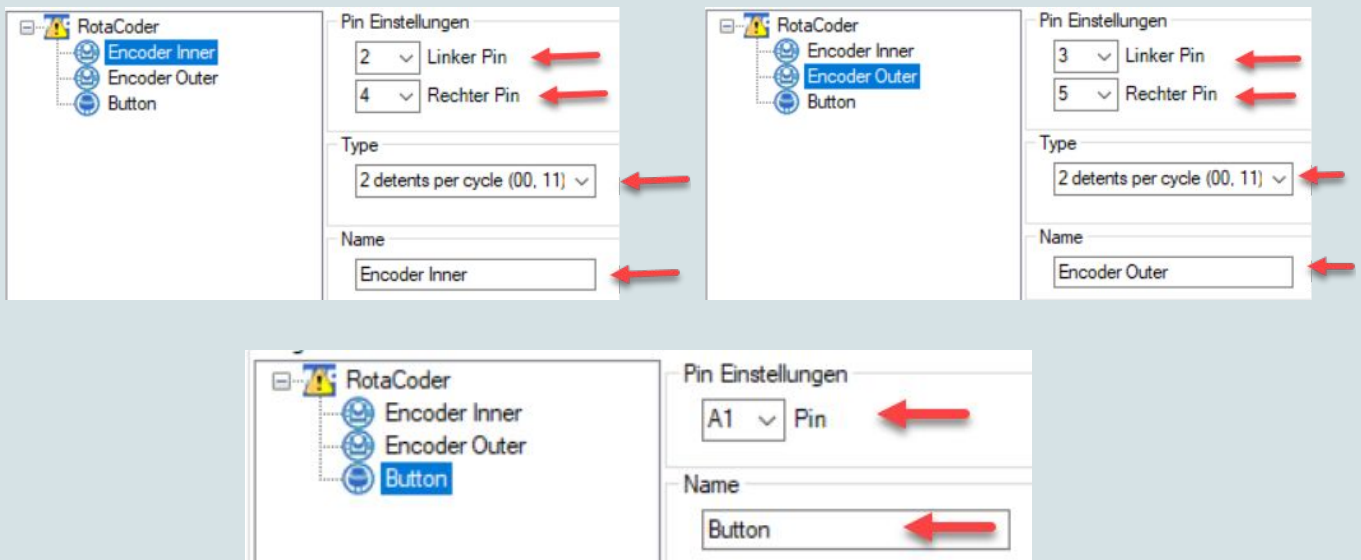 RotaCoder
Encoder Inner
Encoder Outer
Button
Pin Einstellungen
2 Linker Pin
4 Rechter Pin
Type
2 detents per cycle (00, 11)
Name
Encoder Inner
RotaCoder
Encoder Inner
Encoder Outer
Button
Pin Einstellungen
3 Linker Pin
5 Rechter Pin
Type
2 detents per cycle (00, 11)
Name
Encoder Outer
RotaCoder
Encoder Inner
Encoder Outer
Button
Pin Einstellungen
A1 Pin
Name
Button